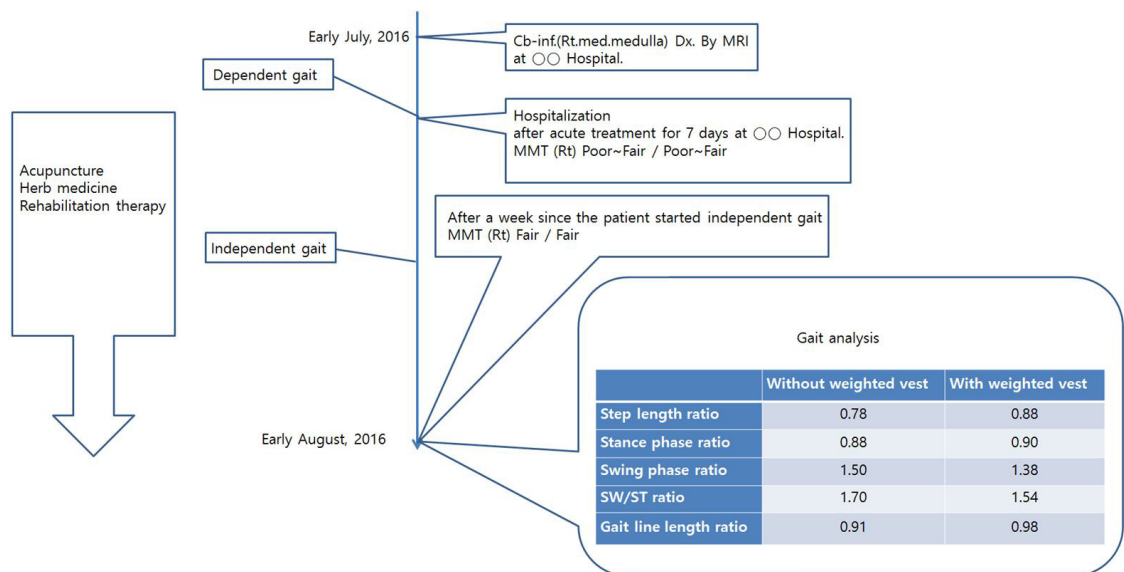 Early July, 2016
Cb-inf.(Rt.med.medulla) Dx. By MRI
at ○○ Hospital.
Dependent gait
Hospitalization
after acute treatment for 7 days at ○○ Hospital.
MMT (Rt) Poor~Fair / Poor~Fair
Acupuncture
Herb medicine
Rehabilitation therapy
After a week since the patient started independent gait
MMT (Rt) Fair / Fair
Independent gait
Gait analysis
Without weighted vest With weighted vest
Step length ratio 0.78 0.88
Stance phase ratio 0.88 0.90
Swing phase ratio 1.50 1.38
SW/ST ratio 1.70 1.54
Gait line length ratio 0.91 0.98
Early August, 2016